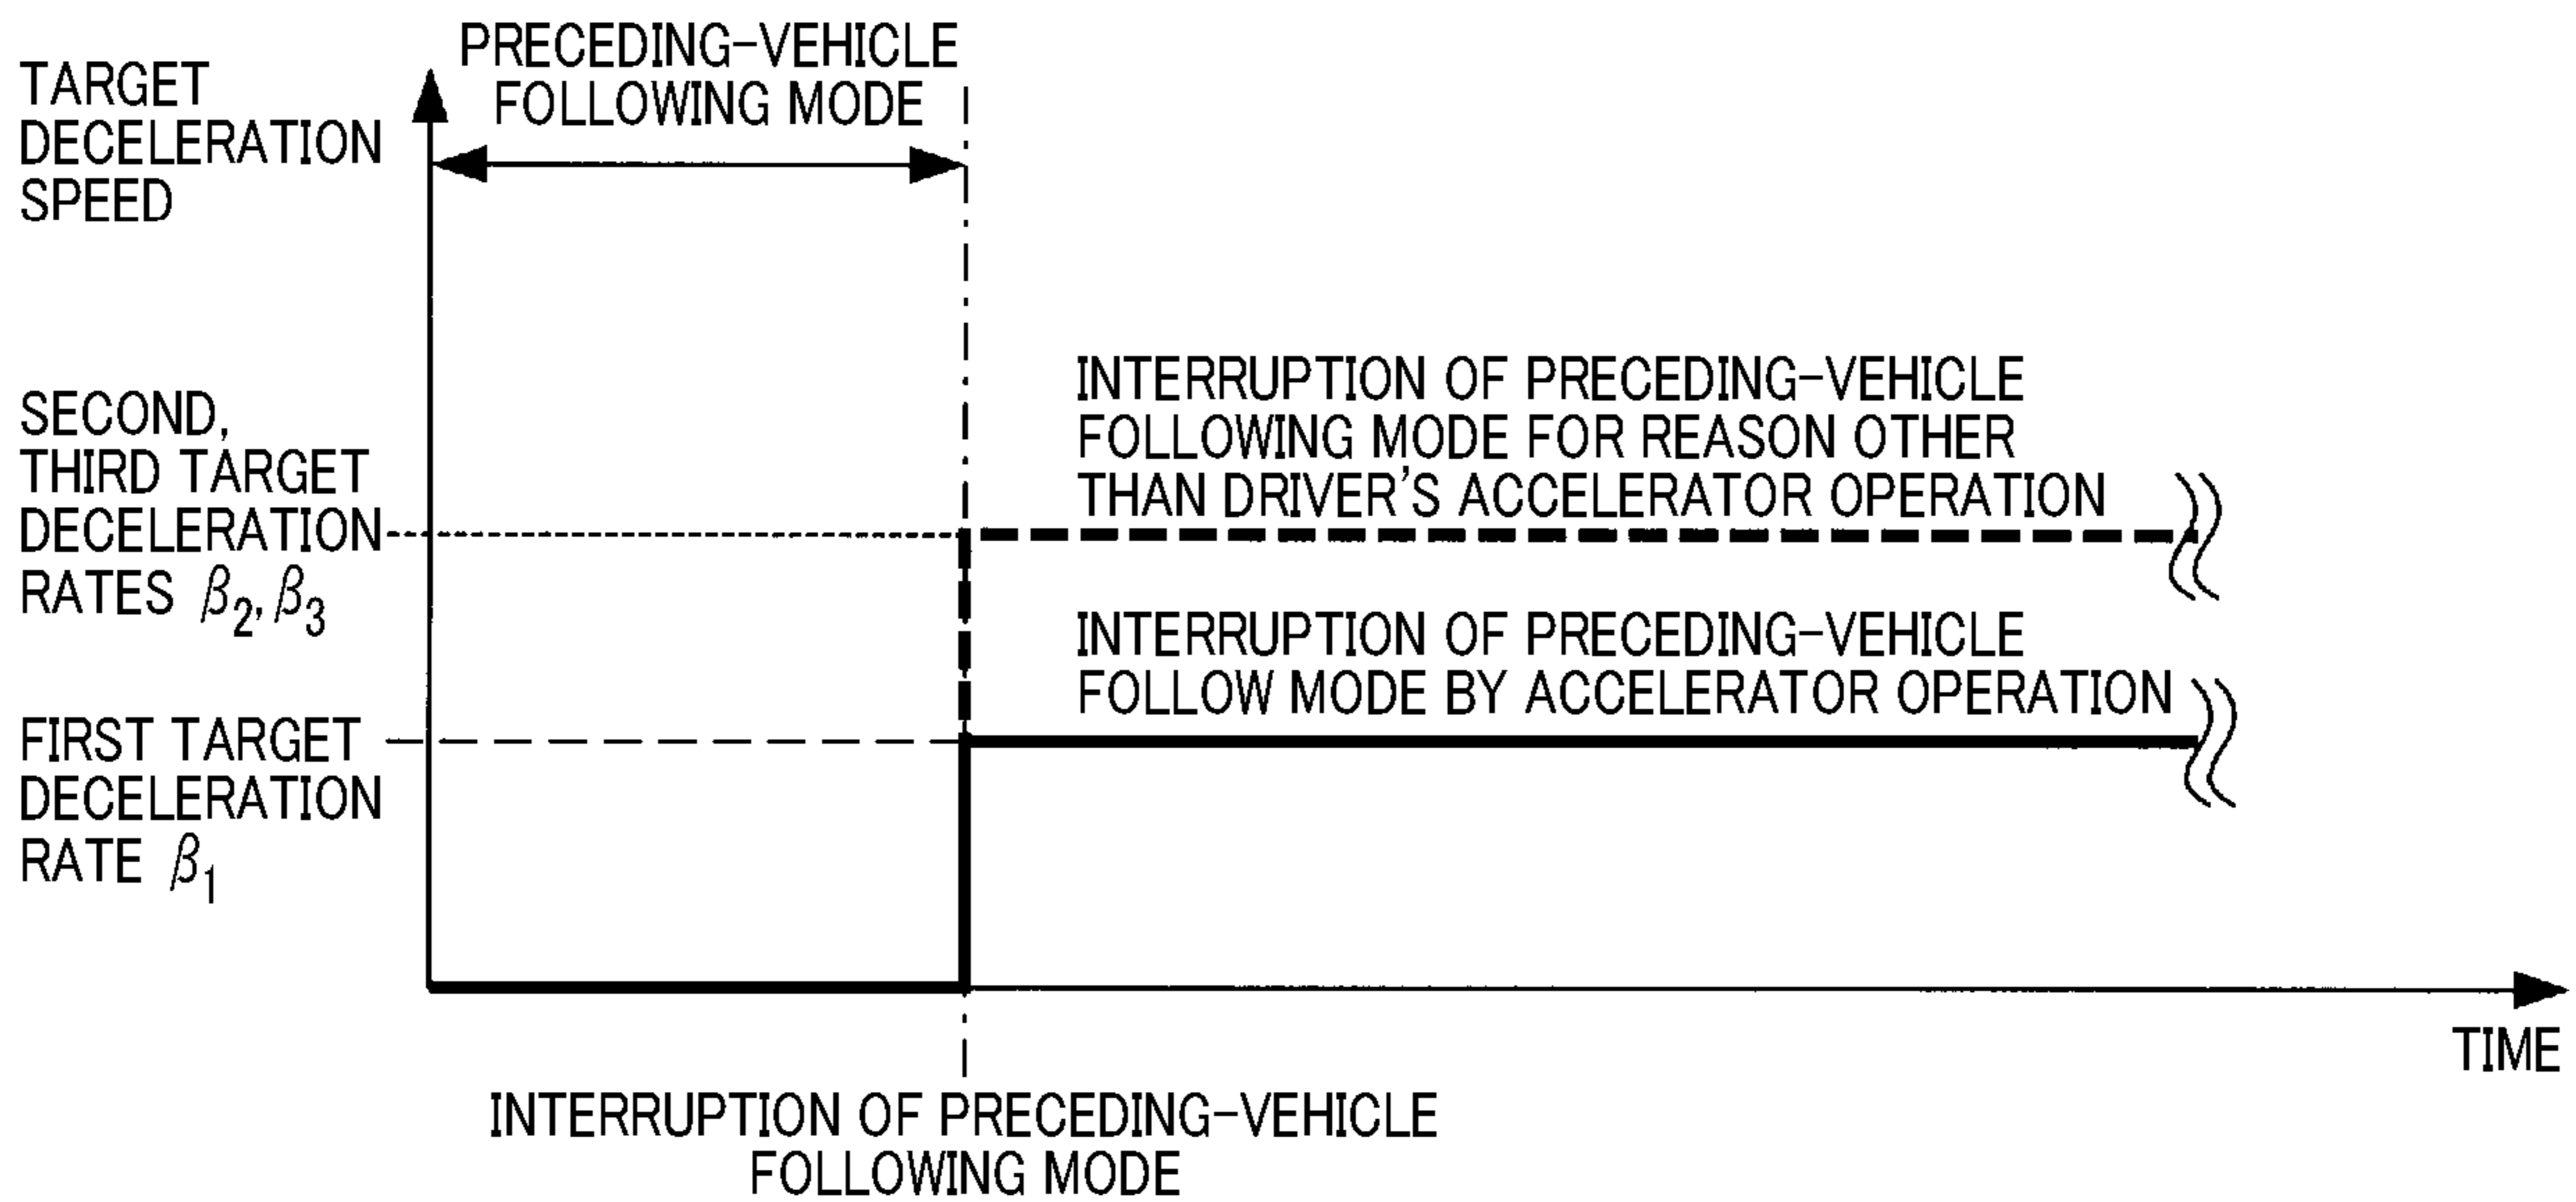 TARGET
DECELERATION
SPEED
PRECEDING-VEHICLE
FOLLOWING MODE
SECOND,
THIRD TARGET
DECELERATION
RATES β2, β3
INTERRUPTION OF PRECEDING-VEHICLE
FOLLOWING MODE FOR REASON OTHER
THAN DRIVER'S ACCELERATOR OPERATION
INTERRUPTION OF PRECEDING-VEHICLE
FOLLOW MODE BY ACCELERATOR OPERATION
FIRST TARGET
DECELERATION
RATE β1
TIME
INTERRUPTION OF PRECEDING-VEHICLE
FOLLOWING MODE